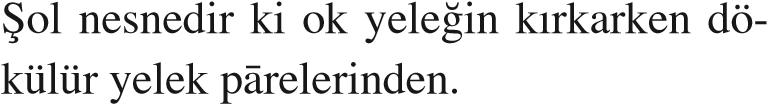 Şol nesnedir ki ok yeleğin kırkarken dö-
külür yelek pārelerinden.